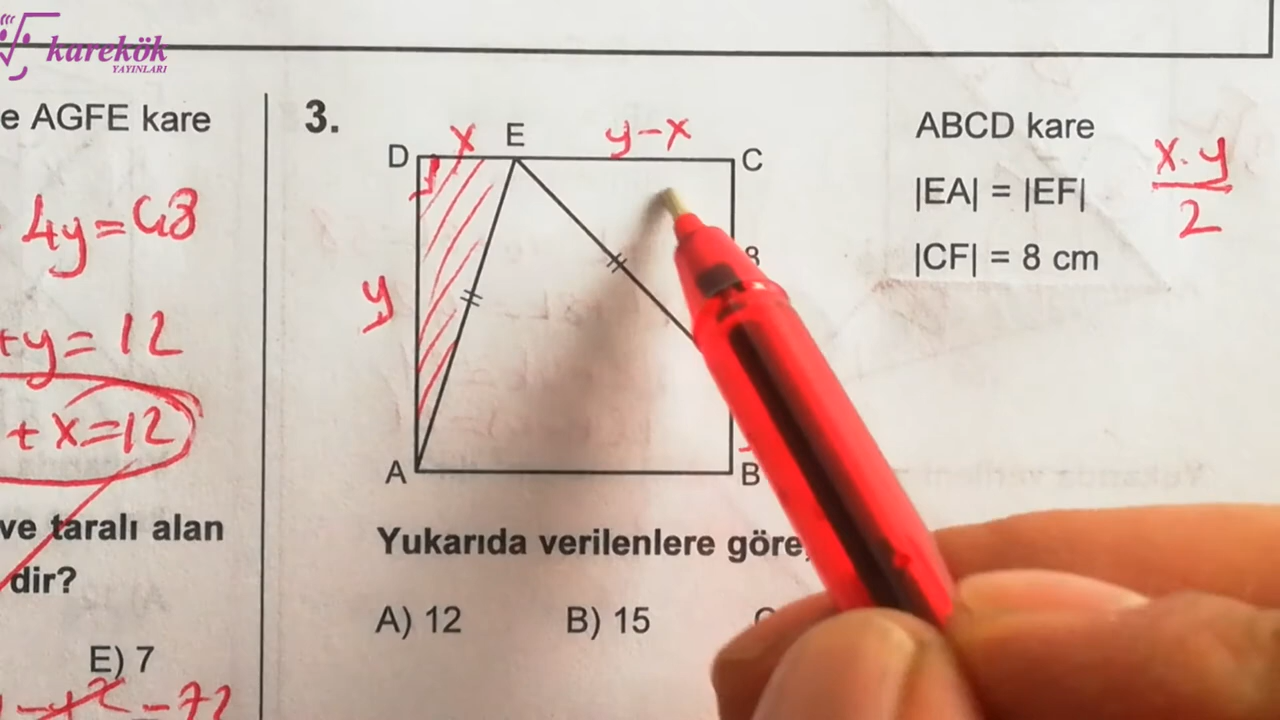 karekök
YAYINLARI
e AGFE kare
4y=48
+y=12
+x=12
ve taralı alan
dir?
E) 7
-72
3.
x
E
y-x
D
C
y
8
A
B
ABCD kare
|EA| = |EF|
|CF| = 8 cm
x.y
2
Yukarıda verilenlere göre,
A) 12 B) 15